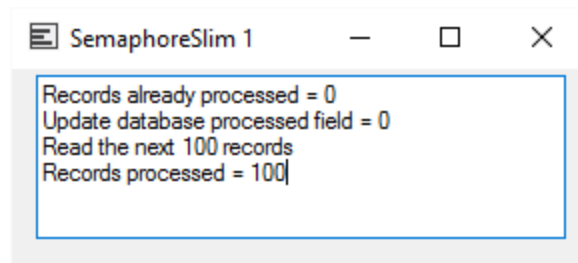 SemaphoreSlim 1
Records already processed = 0
Update database processed field = 0
Read the next 100 records
Records processed = 100